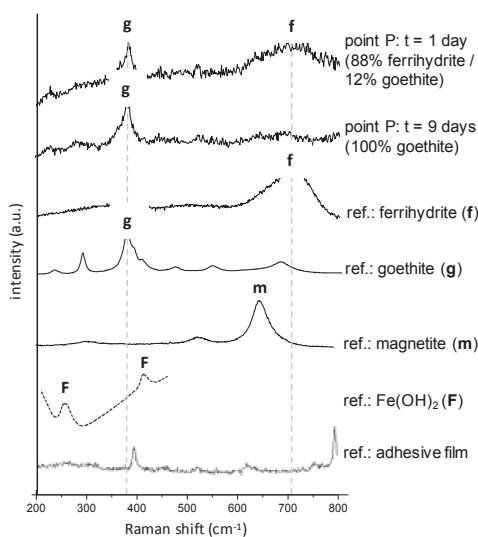 g
f
point P: t = 1 day
(88% ferrihydrite /
12% goethite)
g
point P: t = 9 days
(100% goethite)
f
ref.: ferrihydrite (f)
g
ref.: goethite (g)
m
ref.: magnetite (m)
F
F
ref.: Fe(OH)₂ (F)
ref.: adhesive film
intensity (a.u.)
200 300 400 500 600 700 800
Raman shift (cm⁻¹)